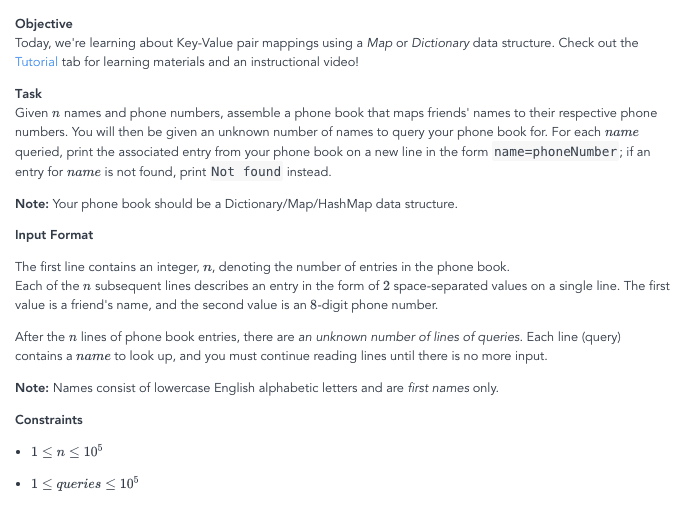 Objective
Today, we're learning about Key-Value pair mappings using a Map or Dictionary data structure. Check out the
Tutorial tab for learning materials and an instructional video!
Task
Given n names and phone numbers, assemble a phone book that maps friends' names to their respective phone
numbers. You will then be given an unknown number of names to query your phone book for. For each name
queried, print the associated entry from your phone book on a new line in the form name=phoneNumber; if an
entry for name is not found, print Not found instead.
Note: Your phone book should be a Dictionary/Map/HashMap data structure.
Input Format
The first line contains an integer, n, denoting the number of entries in the phone book.
Each of the n subsequent lines describes an entry in the form of 2 space-separated values on a single line. The first
value is a friend's name, and the second value is an 8-digit phone number.
After the n lines of phone book entries, there are an unknown number of lines of queries. Each line (query)
contains a name to look up, and you must continue reading lines until there is no more input.
Note: Names consist of lowercase English alphabetic letters and are first names only.
Constraints
• 1 ≤ n ≤ 10⁵
• 1 ≤ queries ≤ 10⁵